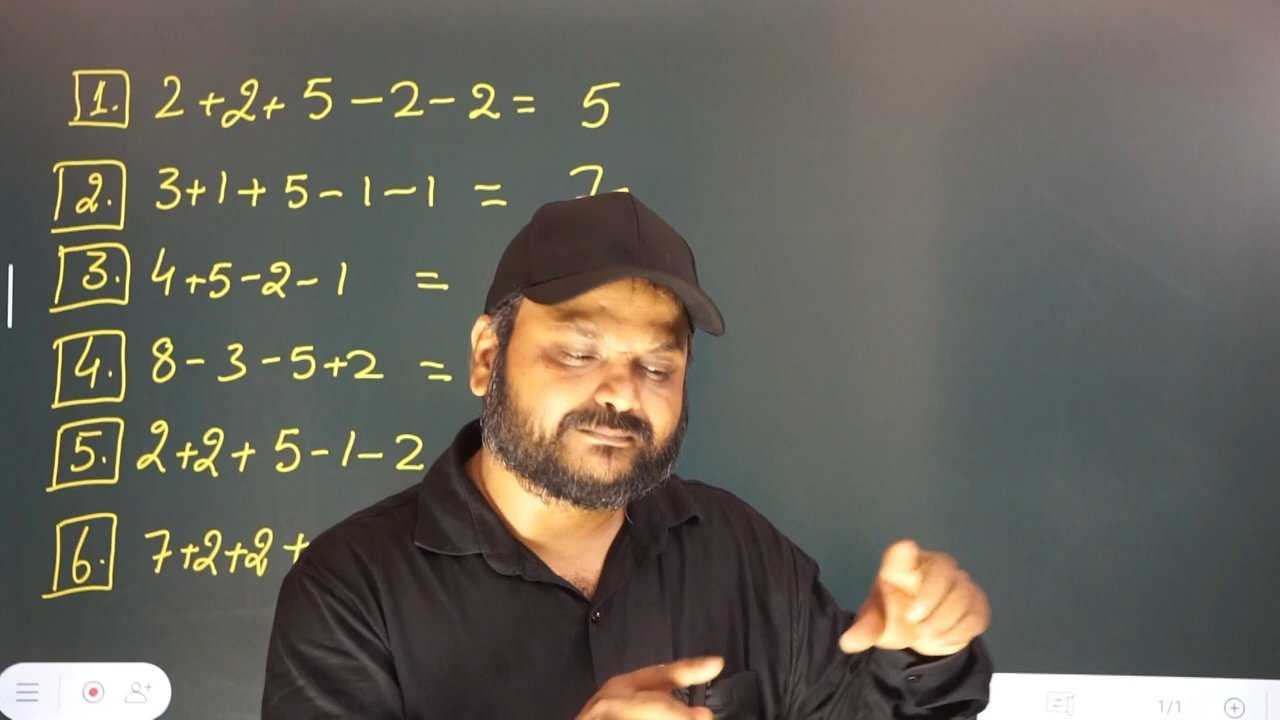 1. 2+2+5-2-2= 5
2. 3+1+5-1-1 = 7
3. 4+5-2-1 =
4. 8-3-5+2 =
5. 2+2+5-1-2
6. 7+2+2+
1/1